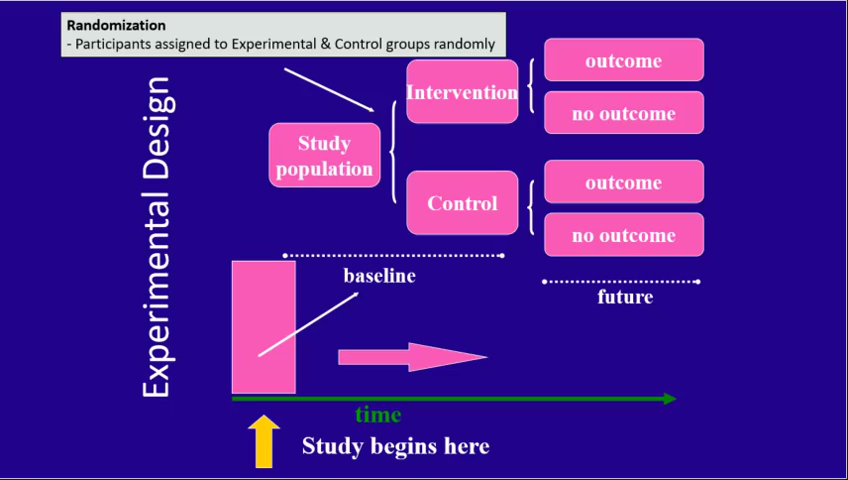 Randomization
- Participants assigned to Experimental & Control groups randomly
Experimental Design
Study
population
Intervention
Control
outcome
no outcome
outcome
no outcome
baseline
future
time
Study begins here